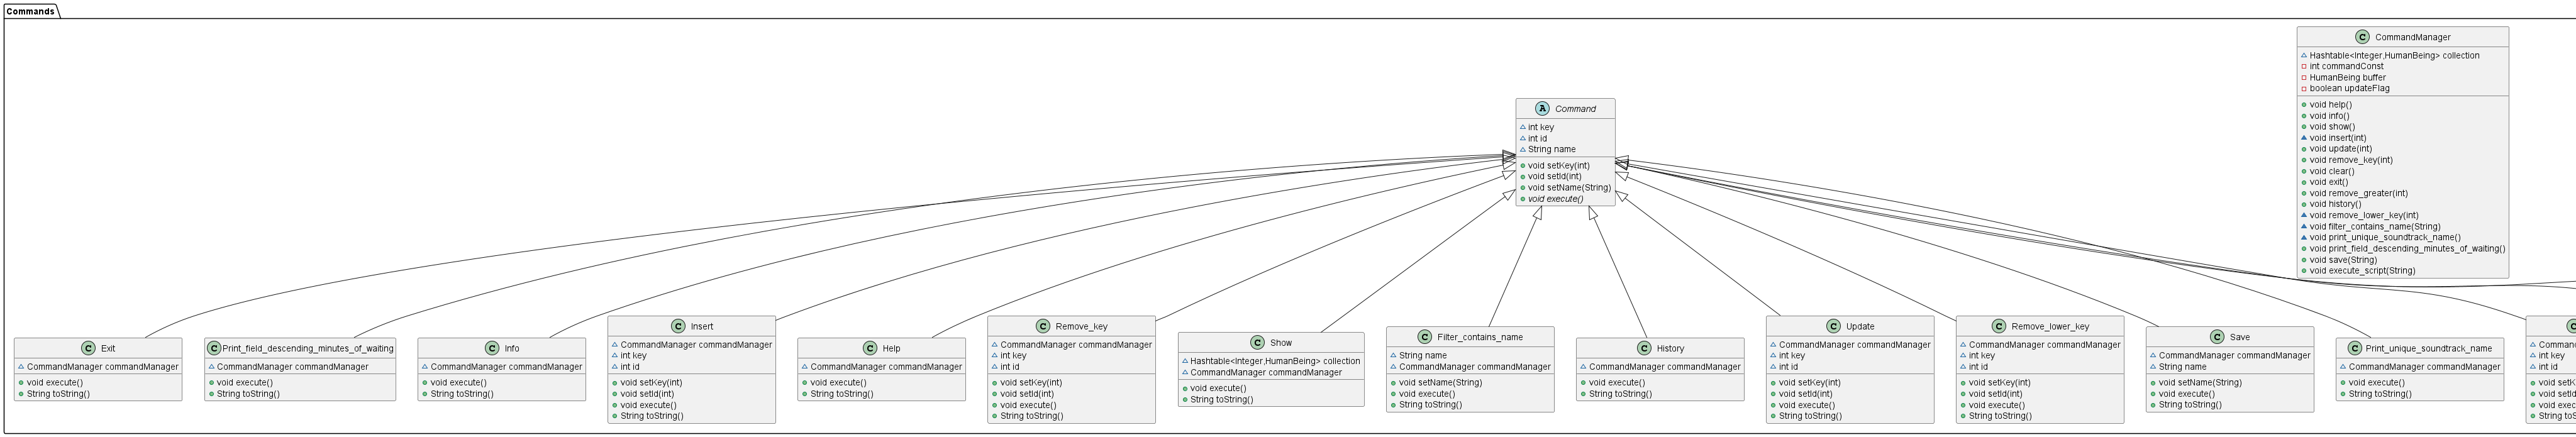 Commands
C CommandManager
Hashtable<Integer,HumanBeing> collection
int commandConst
HumanBeing buffer
boolean updateFlag
void help()
void info()
void show()
void insert(int)
void update(int)
void remove_key(int)
void clear()
void exit()
void remove_greater(int)
void history()
void remove_lower_key(int)
void filter_contains_name(String)
void print_unique_soundtrack_name()
void print_field_descending_minutes_of_waiting()
void save(String)
void execute_script(String)
A Command
int key
int id
String name
void setKey(int)
void setId(int)
void setName(String)
void execute()
C Exit
CommandManager commandManager
void execute()
String toString()
C Print_field_descending_minutes_of_waiting
CommandManager commandManager
void execute()
String toString()
C Info
CommandManager commandManager
void execute()
String toString()
C Insert
CommandManager commandManager
int key
int id
void setKey(int)
void setId(int)
void execute()
String toString()
C Help
CommandManager commandManager
void execute()
String toString()
C Remove_key
CommandManager commandManager
int key
int id
void setKey(int)
void setId(int)
void execute()
String toString()
C Show
Hashtable<Integer,HumanBeing> collection
CommandManager commandManager
void execute()
String toString()
C Filter_contains_name
String name
CommandManager commandManager
void setName(String)
void execute()
String toString()
C History
CommandManager commandManager
void execute()
String toString()
C Update
CommandManager commandManager
int key
int id
void setKey(int)
void setId(int)
void execute()
String toString()
C Remove_lower_key
CommandManager commandManager
int key
int id
void setKey(int)
void setId(int)
void execute()
String toString()
C Save
CommandManager commandManager
String name
void setName(String)
void execute()
String toString()
C Print_unique_soundtrack_name
CommandManager commandManager
void execute()
String toString()
int key
int id
void
void
void
String